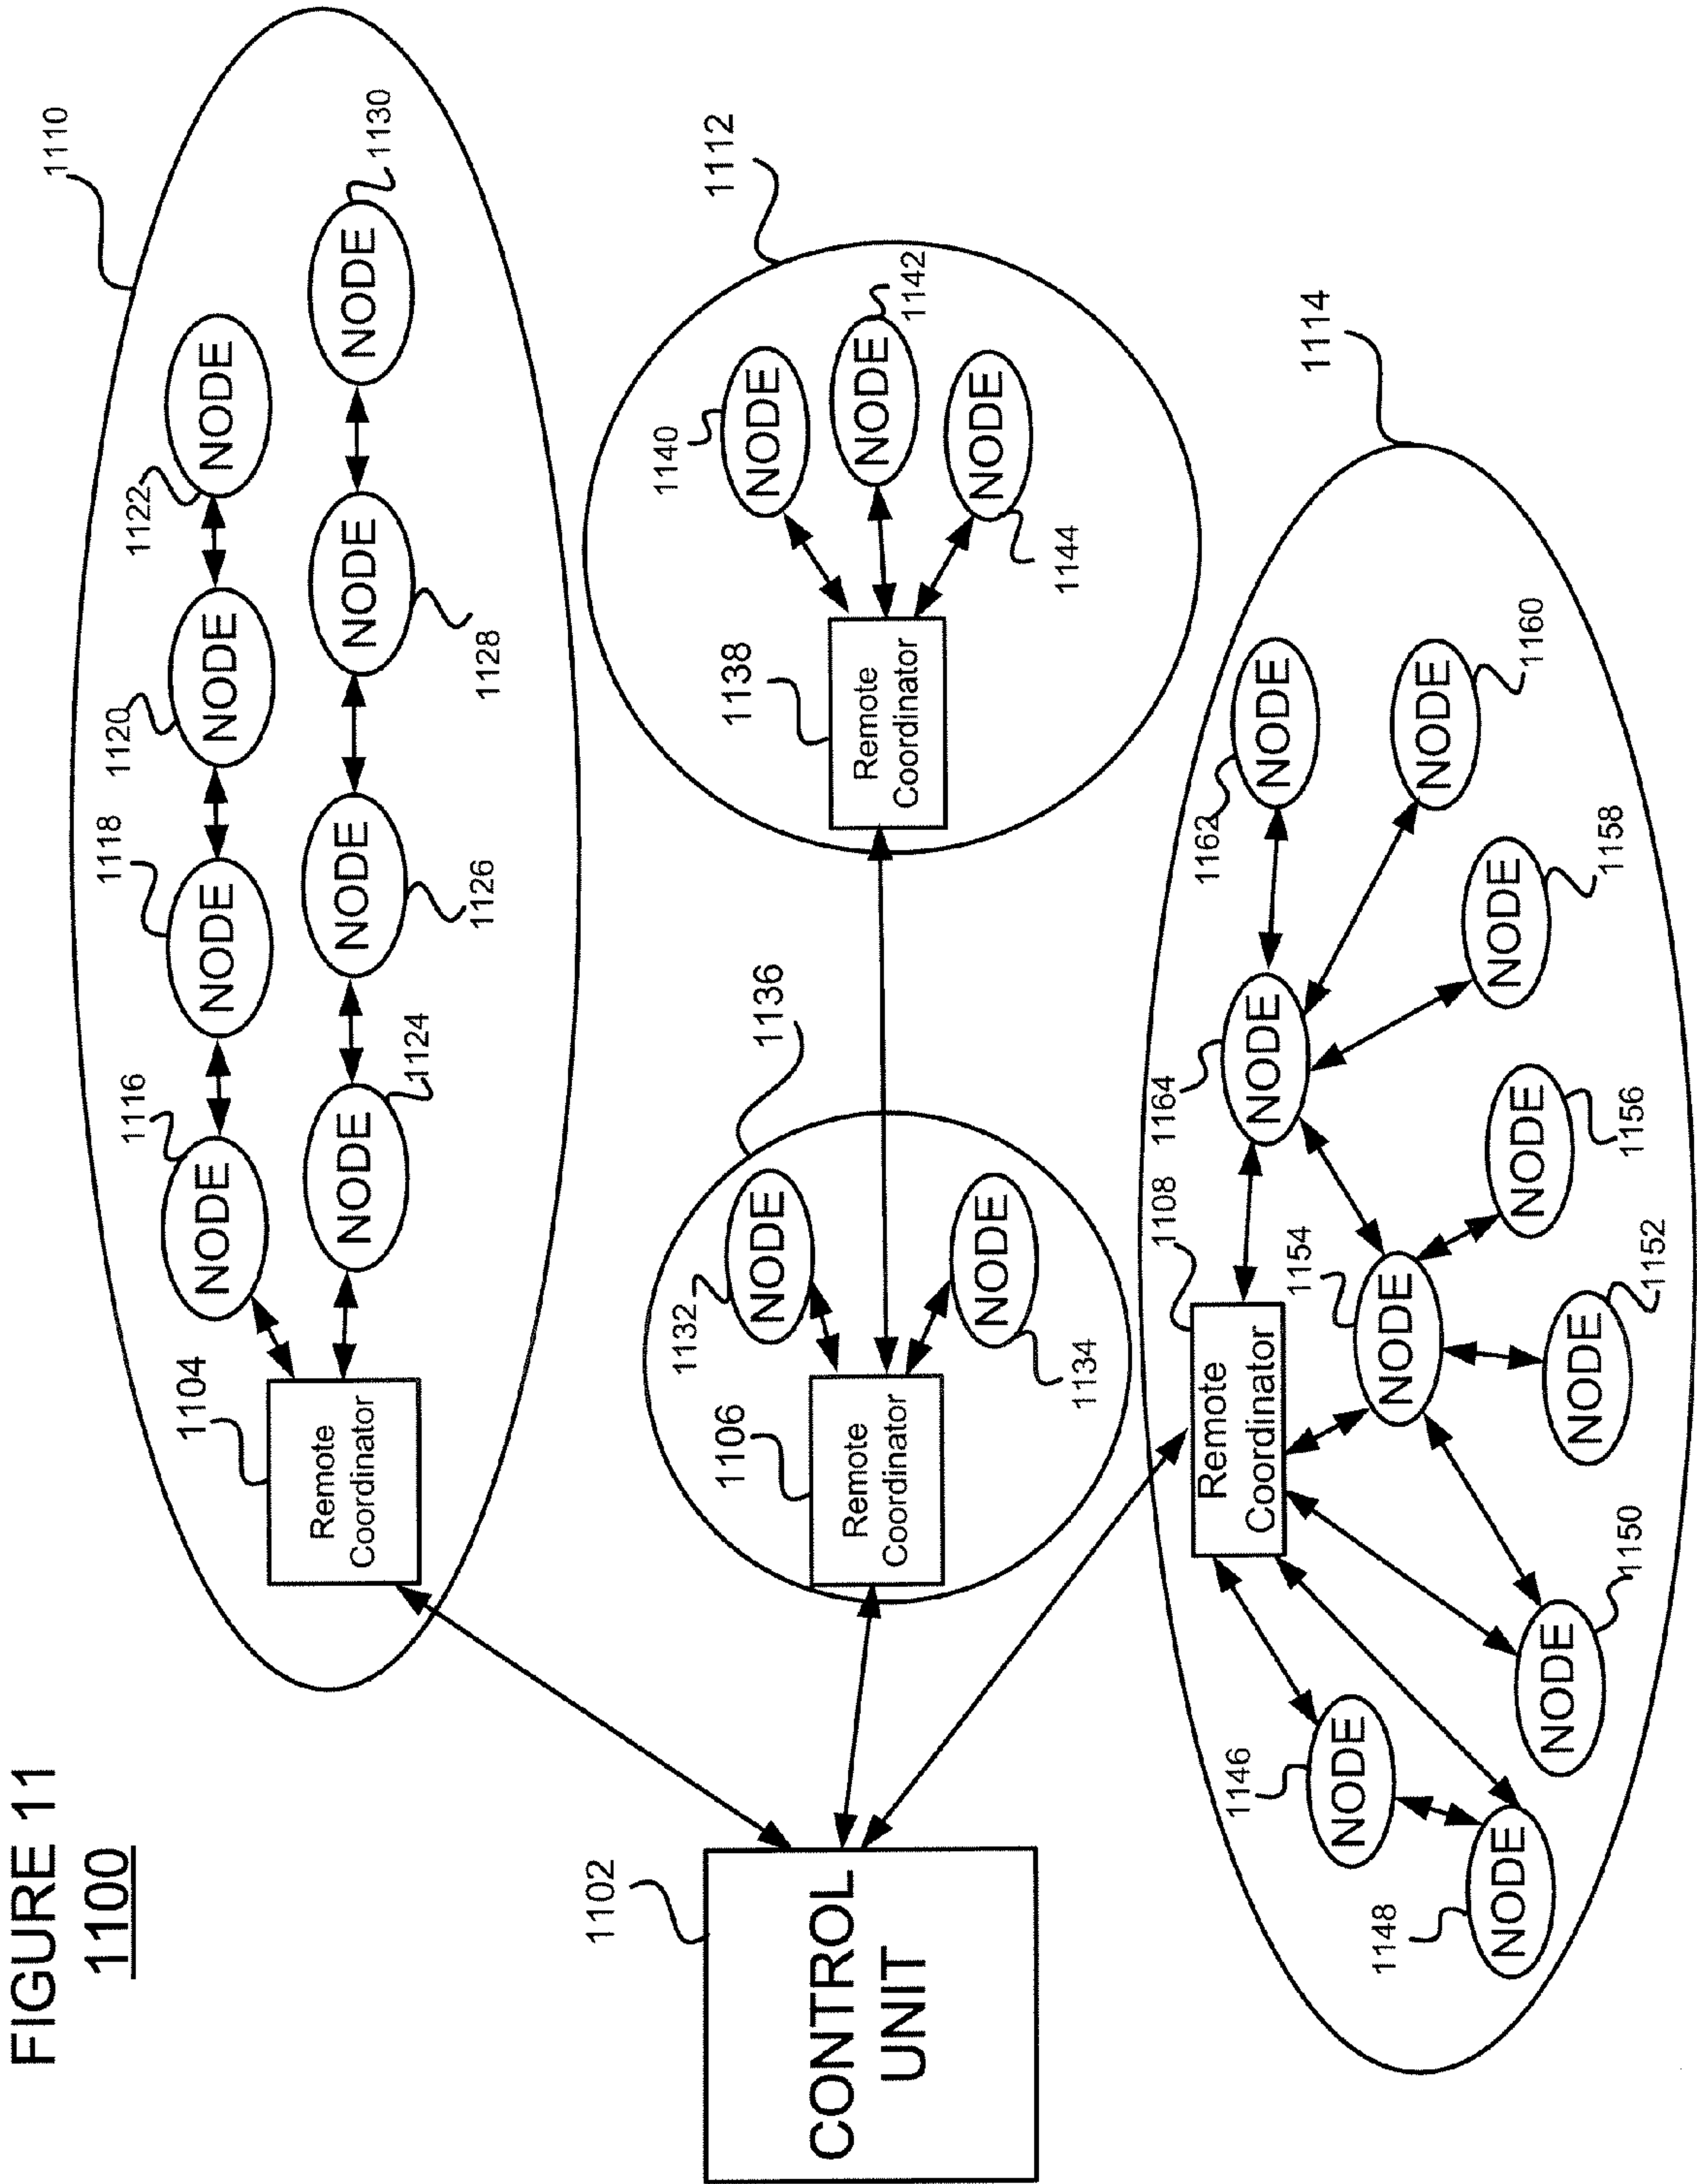 FIGURE 11
1100
1102
CONTROL
UNIT
1110
1104
Remote
Coordinator
1116
NODE
1118
NODE
1120
NODE
1122
NODE
NODE
1124
NODE
1126
NODE
1128
NODE
1130
1136
1106
Remote
Coordinator
1132
NODE
NODE
1134
1112
1138
Remote
Coordinator
1140
NODE
NODE
1142
NODE
1144
1114
1108
Remote
Coordinator
1146
NODE
1148
NODE
NODE
1150
1154
NODE
NODE
1152
NODE
1156
1164
NODE
NODE
1158
NODE
1160
1162
NODE